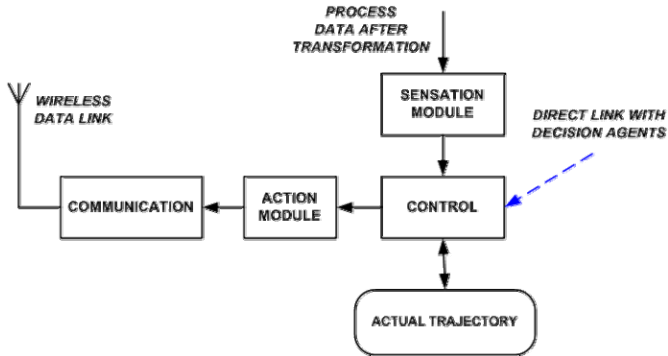 PROCESS
DATA AFTER
TRANSFORMATION
WIRELESS
DATA LINK
SENSATION
MODULE
DIRECT LINK WITH
DECISION AGENTS
COMMUNICATION
ACTION
MODULE
CONTROL
ACTUAL TRAJECTORY